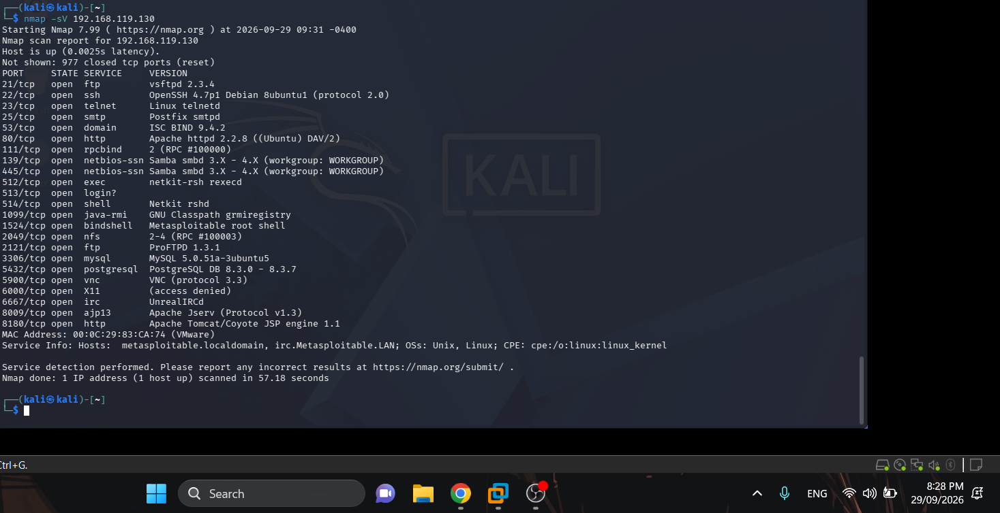 ┌──(kali㉿kali)-[~]
└─$ nmap -sV 192.168.119.130
Starting Nmap 7.99 ( https://nmap.org ) at 2026-09-29 09:31 -0400
Nmap scan report for 192.168.119.130
Host is up (0.0025s latency).
Not shown: 977 closed tcp ports (reset)
PORT     STATE SERVICE     VERSION
21/tcp   open  ftp         vsftpd 2.3.4
22/tcp   open  ssh         OpenSSH 4.7p1 Debian 8ubuntu1 (protocol 2.0)
23/tcp   open  telnet      Linux telnetd
25/tcp   open  smtp        Postfix smtpd
53/tcp   open  domain      ISC BIND 9.4.2
80/tcp   open  http        Apache httpd 2.2.8 ((Ubuntu) DAV/2)
111/tcp  open  rpcbind     2 (RPC #100000)
139/tcp  open  netbios-ssn Samba smbd 3.X - 4.X (workgroup: WORKGROUP)
445/tcp  open  netbios-ssn Samba smbd 3.X - 4.X (workgroup: WORKGROUP)
512/tcp  open  exec        netkit-rsh rexecd
513/tcp  open  login?
514/tcp  open  shell       Netkit rshd
1099/tcp open  java-rmi    GNU Classpath grmiregistry
1524/tcp open  bindshell   Metasploitable root shell
2049/tcp open  nfs         2-4 (RPC #100003)
2121/tcp open  ftp         ProFTPD 1.3.1
3306/tcp open  mysql       MySQL 5.0.51a-3ubuntu5
5432/tcp open  postgresql  PostgreSQL DB 8.3.0 - 8.3.7
5900/tcp open  vnc         VNC (protocol 3.3)
6000/tcp open  X11         (access denied)
6667/tcp open  irc         UnrealIRCd
8009/tcp open  ajp13       Apache Jserv (Protocol v1.3)
8180/tcp open  http        Apache Tomcat/Coyote JSP engine 1.1
MAC Address: 00:0C:29:83:CA:74 (VMware)
Service Info: Hosts:  metasploitable.localdomain, irc.Metasploitable.LAN; OSs: Unix, Linux; CPE: cpe:/o:linux:linux_kernel

Service detection performed. Please report any incorrect results at https://nmap.org/submit/ .
Nmap done: 1 IP address (1 host up) scanned in 57.18 seconds

┌──(kali㉿kali)-[~]
└─$
KALI
Ctrl+G.
Search
ENG
8:28 PM
29/09/2026